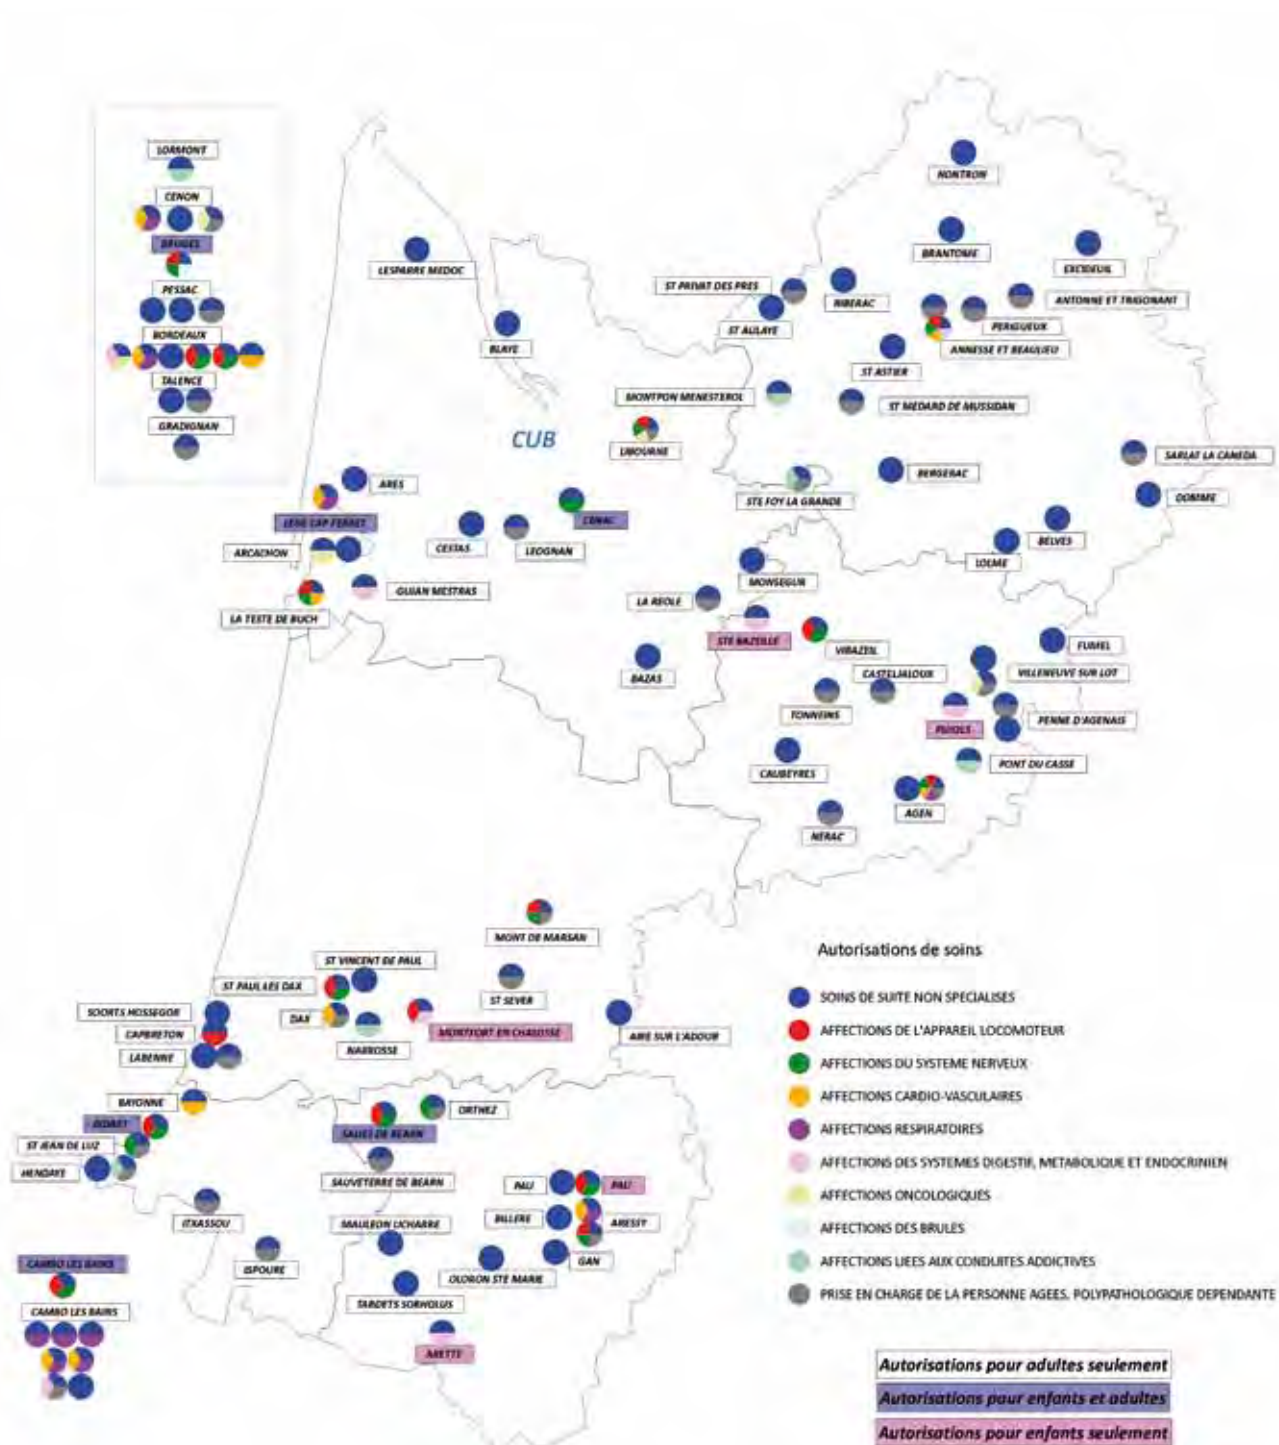 LORMONT
CENON
BRUGES
PESSAC
BORDEAUX
TALENCE
GRADIGNAN
NONTRON
LESPARRE MEDOC
BRANTOME
EXCIDEUIL
ST PRIVAT DES PRES
RIBERAC
ANTONNE ET TRIGONANT
ST AULAYE
PERIGUEUX
BLAYE
ANNESSE ET BEAULIEU
ST ASTIER
MONTPON MENESTEROL
ST MEDARD DE MUSSIDAN
CUB
LIBOURNE
SARLAT LA CANEDA
BERGERAC
ARES
STE FOY LA GRANDE
DOMME
LEGE CAP FERRET
CENAC
ARCACHON
CESTAS
LEOGNAN
BELVES
LOLME
MONSEGUR
GUJAN MESTRAS
LA REOLE
LA TESTE DE BUCH
STE BAZEILLE
VIRAZEIL
FUMEL
BAZAS
CASTELJALOUX
VILLENEUVE SUR LOT
TONNEINS
PENNE D'AGENAIS
PUJOLS
PONT DU CASSE
CAUBEYRES
AGEN
NERAC
MONT DE MARSAN
ST VINCENT DE PAUL
ST PAUL LES DAX
ST SEVER
SOORTS HOSSEGOR
DAX
CAPBRETON
MONTFORT EN CHALOSSE
AIRE SUR L'ADOUR
LABENNE
NARROSSE
BAYONNE
BIDART
ORTHEZ
SALIES DE BEARN
ST JEAN DE LUZ
HENDAYE
SAUVETERRE DE BEARN
PAU
PAU
ITXASSOU
MAULEON LICHARRE
BILLERE
ARESSY
CAMBO LES BAINS
ISPOURE
OLORON STE MARIE
GAN
CAMBO LES BAINS
TARDETS SORHOLUS
ARETTE
Autorisations de soins
SOINS DE SUITE NON SPECIALISES
AFFECTIONS DE L'APPAREIL LOCOMOTEUR
AFFECTIONS DU SYSTEME NERVEUX
AFFECTIONS CARDIO-VASCULAIRES
AFFECTIONS RESPIRATOIRES
AFFECTIONS DES SYSTEMES DIGESTIF, METABOLIQUE ET ENDOCRINIEN
AFFECTIONS ONCOLOGIQUES
AFFECTIONS DES BRULES
AFFECTIONS LIEES AUX CONDUITES ADDICTIVES
PRISE EN CHARGE DE LA PERSONNE AGEES, POLYPATHOLOGIQUE DEPENDANTE
Autorisations pour adultes seulement
Autorisations pour enfants et adultes
Autorisations pour enfants seulement